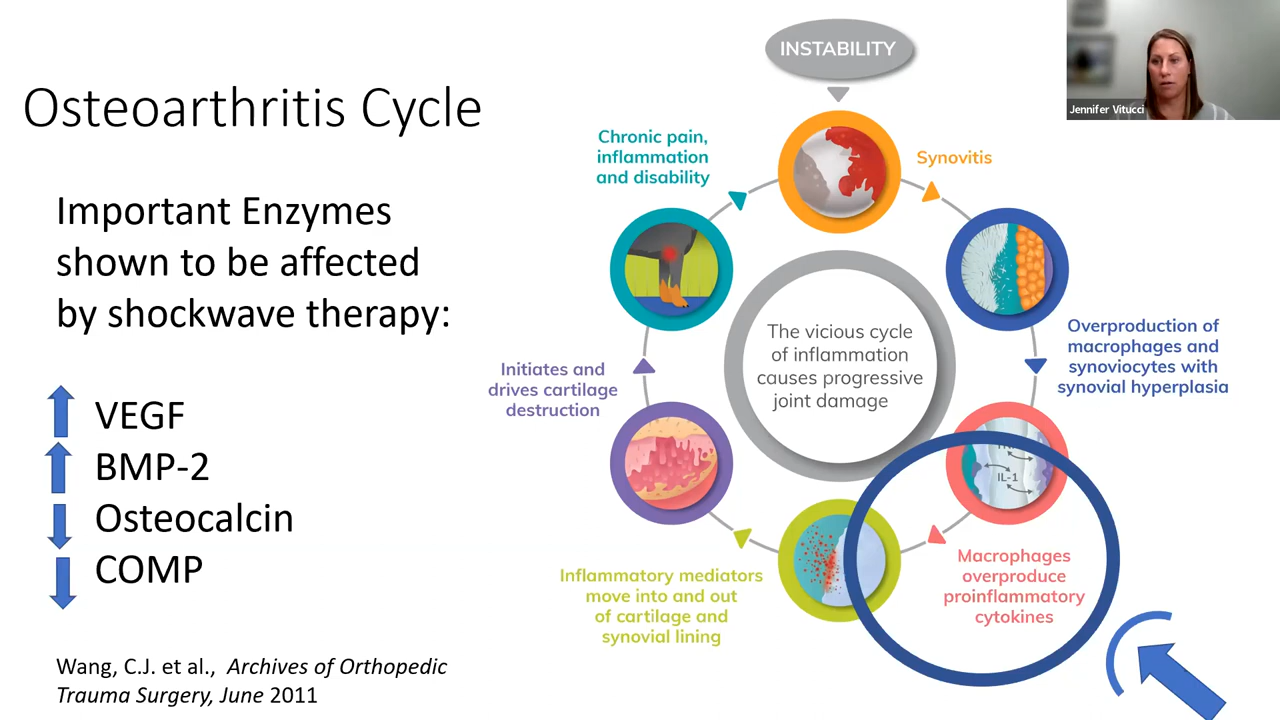 Osteoarthritis Cycle
Important Enzymes
shown to be affected
by shockwave therapy:
VEGF
BMP-2
Osteocalcin
COMP
Wang, C.J. et al., Archives of Orthopedic
Trauma Surgery, June 2011
INSTABILITY
Synovitis
Overproduction of
macrophages and
synoviocytes with
synovial hyperplasia
IL-1
Macrophages
overproduce
proinflammatory
cytokines
Inflammatory mediators
move into and out
of cartilage and
synovial lining
Initiates and
drives cartilage
destruction
Chronic pain,
inflammation
and disability
The vicious cycle
of inflammation
causes progressive
joint damage
Jennifer Vitucci